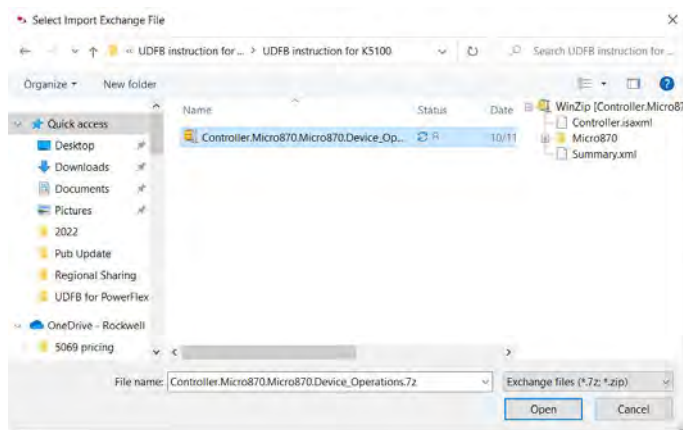 Select Import Exchange File
« UDFB instruction for ... > UDFB instruction for K5100
Search UDFB instruction for ...
Organize
New folder
Name
Status
Date
Quick access
Desktop
Downloads
Documents
Pictures
2022
Pub Update
Regional Sharing
UDFB for PowerFlex
OneDrive - Rockwell
5069 pricing
Controller.Micro870.Micro870.Device_Op...
10/11
WinZip [Controller.Micro87
Controller.isaxml
Micro870
Summary.xml
File name:
Controller.Micro870.Micro870.Device_Operations.7z
Exchange files (*.7z; *.zip)
Open
Cancel